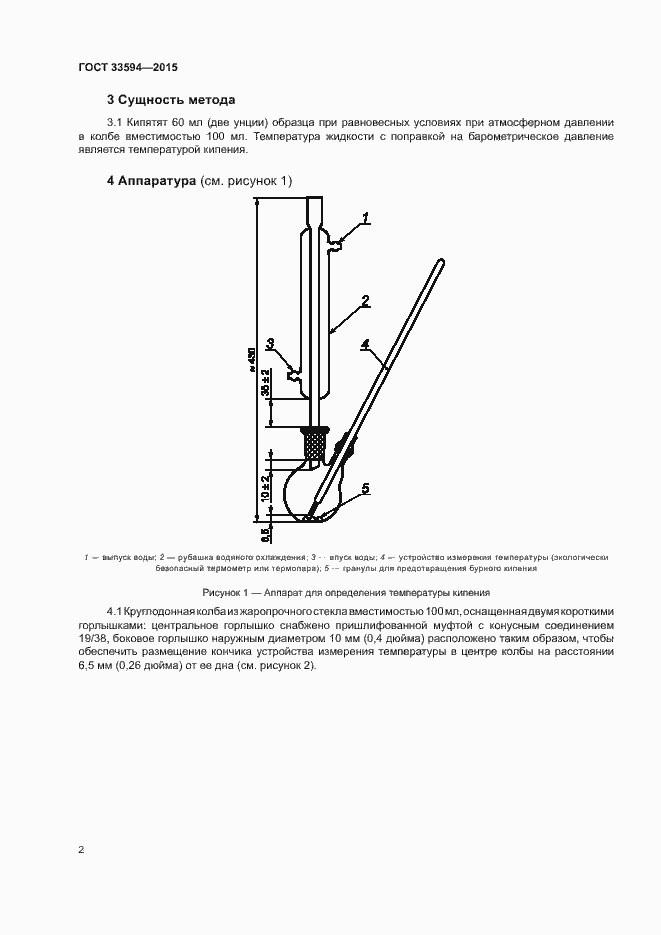 ГОСТ 33594—2015
3 Сущность метода
3.1 Кипятят 60 мл (две унции) образца при равновесных условиях при атмосферном давлении
в колбе вместимостью 100 мл. Температура жидкости с поправкой на барометрическое давление
является температурой кипения.
4 Аппаратура (см. рисунок 1)
1
2
3
4
≈ 430
35 ± 2
10 ± 2
5
6,5
1 — выпуск воды; 2 — рубашка водяного охлаждения; 3 — впуск воды; 4 — устройство измерения температуры (экологически
безопасный термометр или термопара); 5 — гранулы для предотвращения бурного кипения
Рисунок 1 — Аппарат для определения температуры кипения
4.1 Круглодонная колба из жаропрочного стекла вместимостью 100 мл, оснащенная двумя короткими
горлышками: центральное горлышко снабжено пришлифованной муфтой с конусным соединением
19/38, боковое горлышко наружным диаметром 10 мм (0,4 дюйма) расположено таким образом, чтобы
обеспечить размещение кончика устройства измерения температуры в центре колбы на расстоянии
6,5 мм (0,26 дюйма) от ее дна (см. рисунок 2).
2